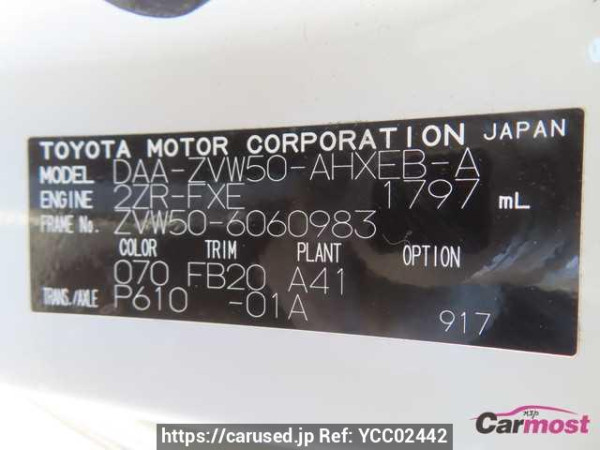 TOYOTA MOTOR CORPORATION JAPAN
MODEL DAA-ZVW50-AHXEB-A
ENGINE 2ZR-FXE 1797 mL
FRAME No. ZVW50-6060983
COLOR TRIM PLANT OPTION
070 FB20 A41
TRANS./AXLE P610 -01A
917
Carmost
https://carused.jp Ref: YCC02442